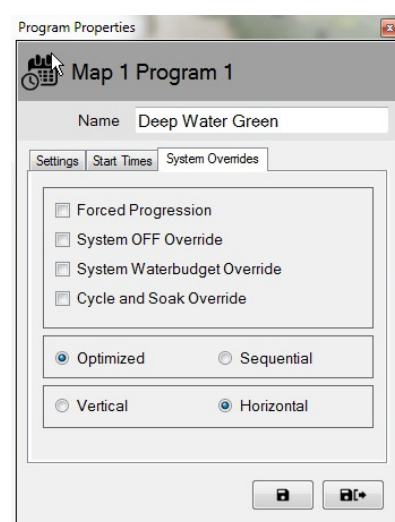 Program Properties
Map 1 Program 1
Name Deep Water Green
Settings Start Times System Overrides
Forced Progression
System OFF Override
System Waterbudget Override
Cycle and Soak Override
Optimized Sequential
Vertical Horizontal